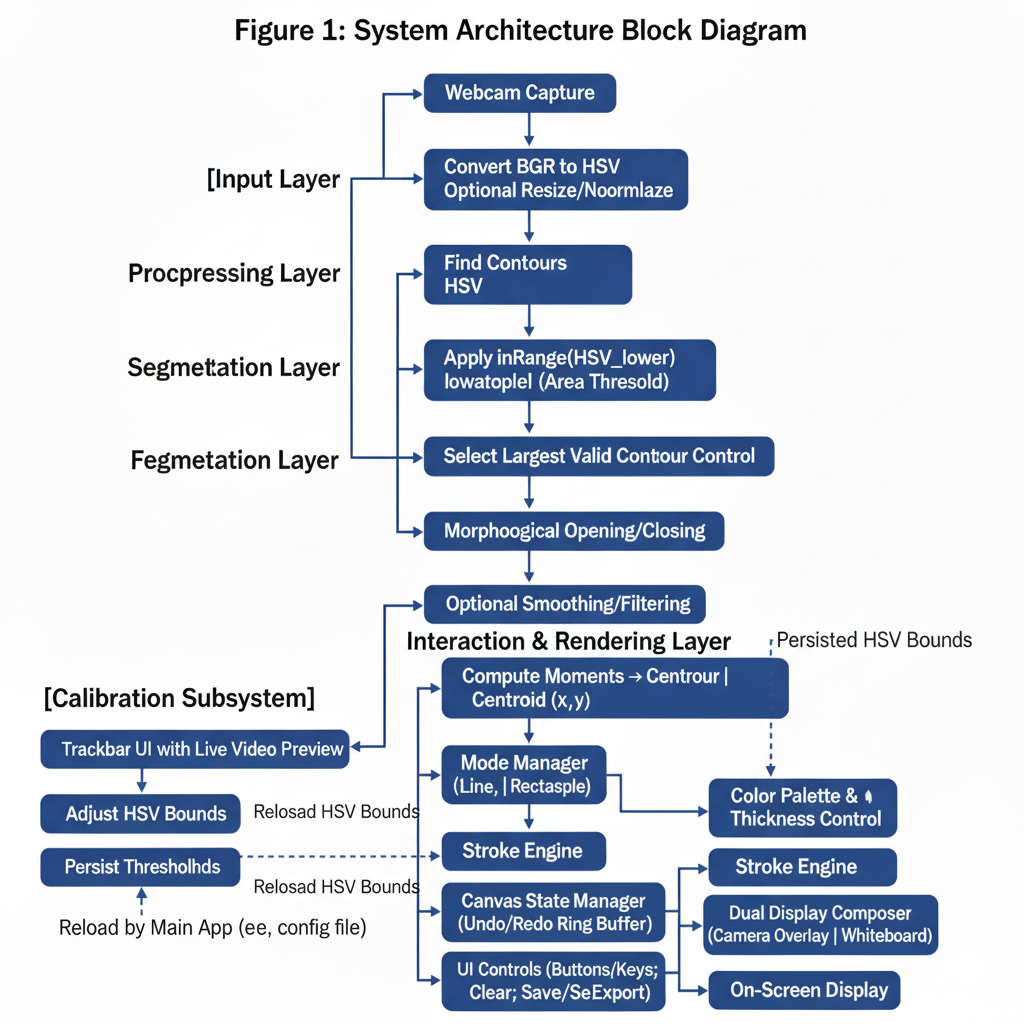 Figure 1: System Architecture Block Diagram
Webcam Capture
[Input Layer
Convert BGR to HSV
Optional Resize/Noormlaze
Procpressing Layer
Find Contours
HSV
Segmettation Layer
Apply inRange(HSV_lower)
lowatoplel (Area Thresold)
Fegmetation Layer
Select Largest Valid Contour Control
Morphoogical Opening/Closing
Optional Smoothing/Filtering
Interaction & Rendering Layer
Persisted HSV Bounds
Compute Moments → Centrour |
Centroid (x,y)
[Calibration Subsystem]
Trackbar UI with Live Video Preview
Mode Manager
(Line, | Rectasple)
Adjust HSV Bounds
Relosad HSV Bounds
Color Palette &
Thickness Control
Stroke Engine
Persist Thresholhds
Stroke Engine
Relosad HSV Bounds
Reload by Main App (ee, config file)
Canvas State Manager
(Undo/Redo Ring Buffer)
Dual Display Composer
(Camera Overlay | Whiteboard)
UI Controls (Buttons/Keys;
Clear; Save/SeExport)
On-Screen Display